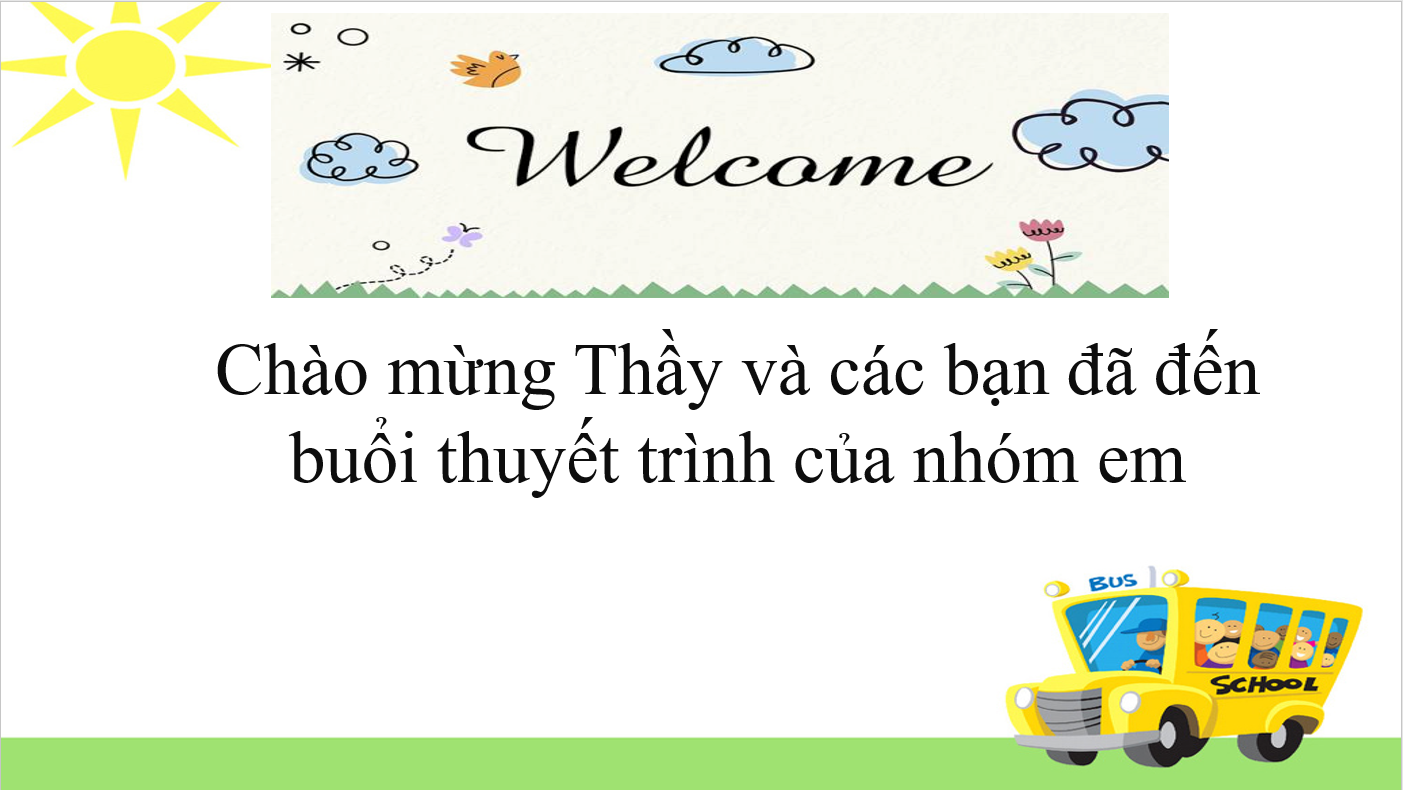 Welcome
Chào mừng Thầy và các bạn đã đến
buổi thuyết trình của nhóm em
BUS
SCHOOL